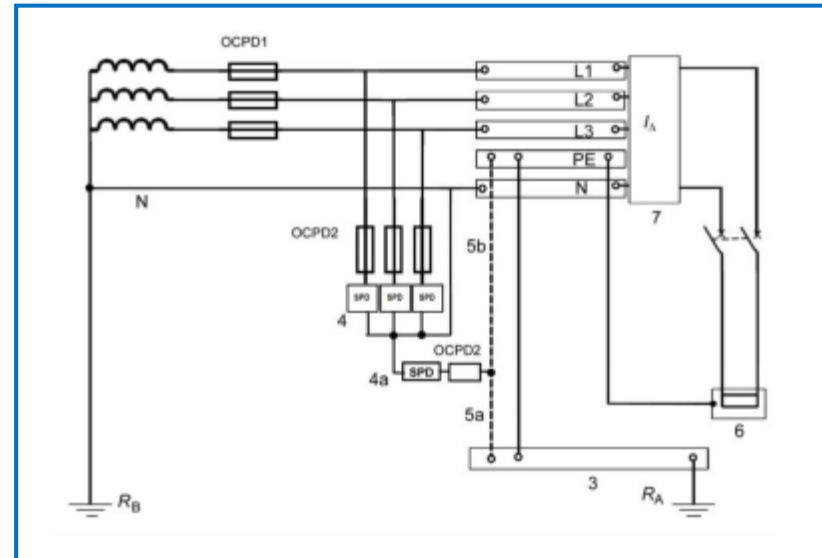 OCPD1
L1
L2
L3
I∆
PE
N
N
7
OCPD2
5b
SPD SPD SPD
4
OCPD2
4a
SPD
5a
6
3
RB
RA